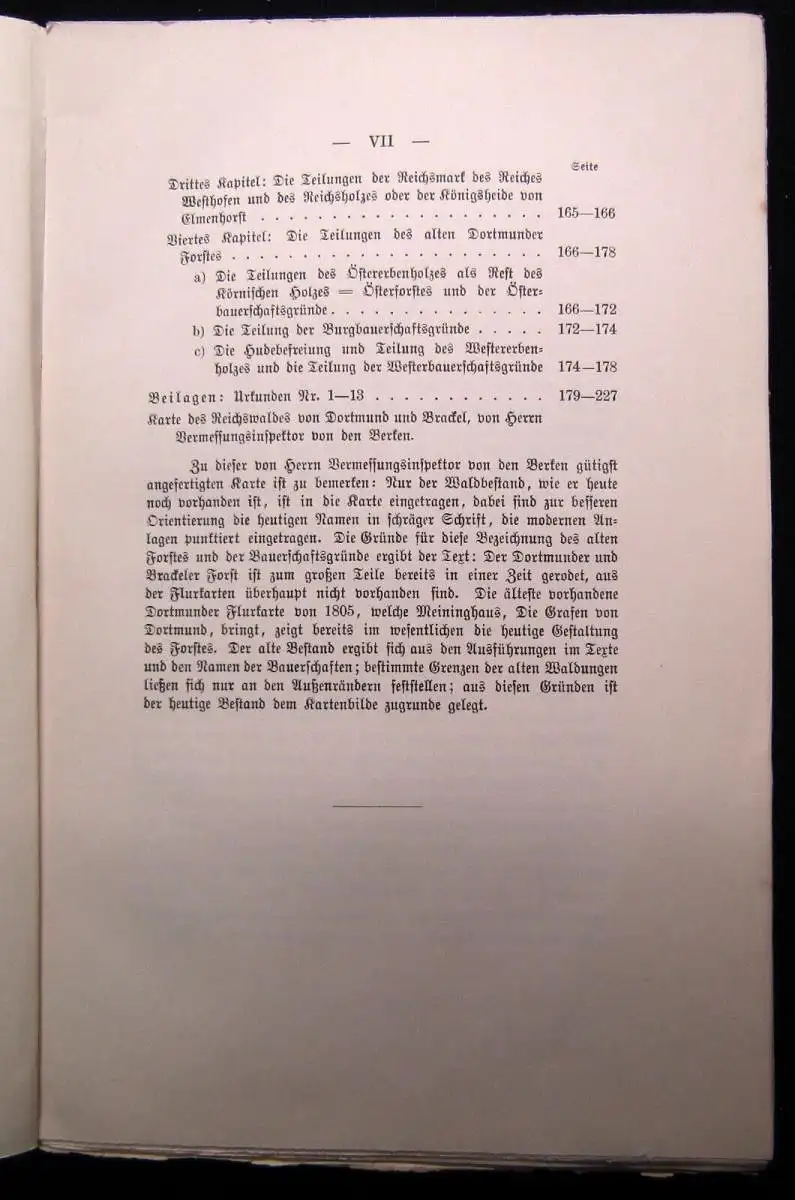 — VII —
Seite
Drittes Kapitel: Die Teilungen der Reichsmark des Reiches
Westhofen und des Reichsholzes oder der Königsheide von
Elmenhorst . . . . . . . . . . . . . . . . . . . . 165—166
Viertes Kapitel: Die Teilungen des alten Dortmunder
Forstes . . . . . . . . . . . . . . . . . . . . . . 166—178
a) Die Teilungen des Östererbenholzes als Rest des
Körnischen Holzes = Österforstes und der Öster-
bauerschaftsgründe . . . . . . . . . . . . . . . 166—172
b) Die Teilung der Burgbauerschaftsgründe . . . . . 172—174
c) Die Hudebefreiung und Teilung des Westererben-
holzes und die Teilung der Westerbauerschaftsgründe 174—178
Beilagen: Urkunden Nr. 1—13 . . . . . . . . . . . . 179—227
Karte des Reichswaldes von Dortmund und Brackel, von Herrn
Vermessungsinspektor von den Berken.
Zu dieser von Herrn Vermessungsinspektor von den Berken gütigst
angefertigten Karte ist zu bemerken: Nur der Waldbestand, wie er heute
noch vorhanden ist, ist in die Karte eingetragen, dabei sind zur besseren
Orientierung die heutigen Namen in schräger Schrift, die modernen An-
lagen punktiert eingetragen. Die Gründe für diese Bezeichnung des alten
Forstes und der Bauerschaftsgründe ergibt der Text: Der Dortmunder und
Brackeler Forst ist zum großen Teile bereits in einer Zeit gerodet, aus
der Flurkarten überhaupt nicht vorhanden sind. Die älteste vorhandene
Dortmunder Flurkarte von 1805, welche Meininghaus, Die Grafen von
Dortmund, bringt, zeigt bereits im wesentlichen die heutige Gestaltung
des Forstes. Der alte Bestand ergibt sich aus den Ausführungen im Texte
und den Namen der Bauerschaften; bestimmte Grenzen der alten Waldungen
ließen sich nur an den Außenrändern feststellen; aus diesen Gründen ist
der heutige Bestand dem Kartenbilde zugrunde gelegt.